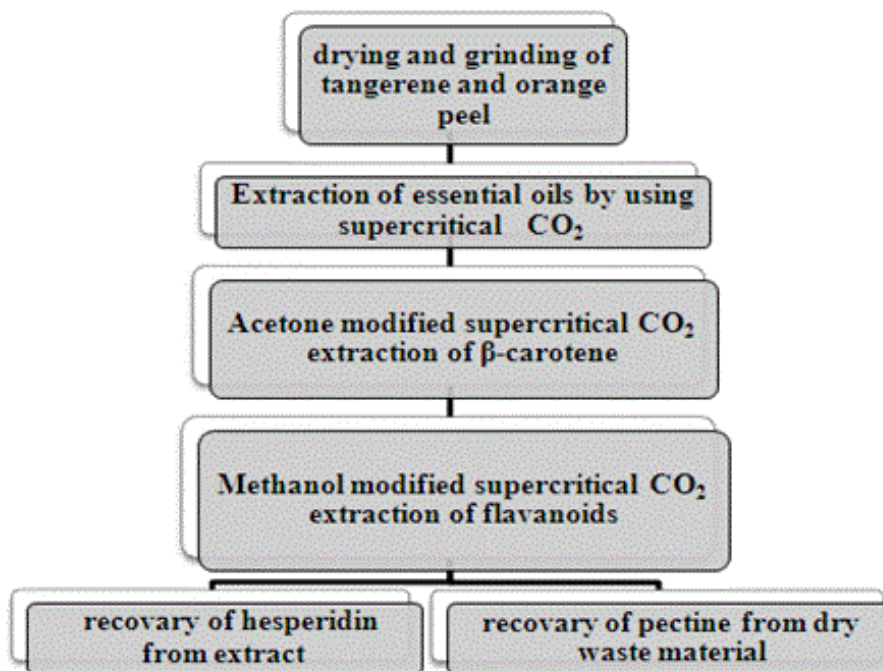 drying and grinding of
tangerene and orange
peel
Extraction of essential oils by using
supercritical CO₂
Acetone modified supercritical CO₂
extraction of β-carotene
Methanol modified supercritical CO₂
extraction of flavanoids
recovary of hesperidin
from extract
recovary of pectine from dry
waste material